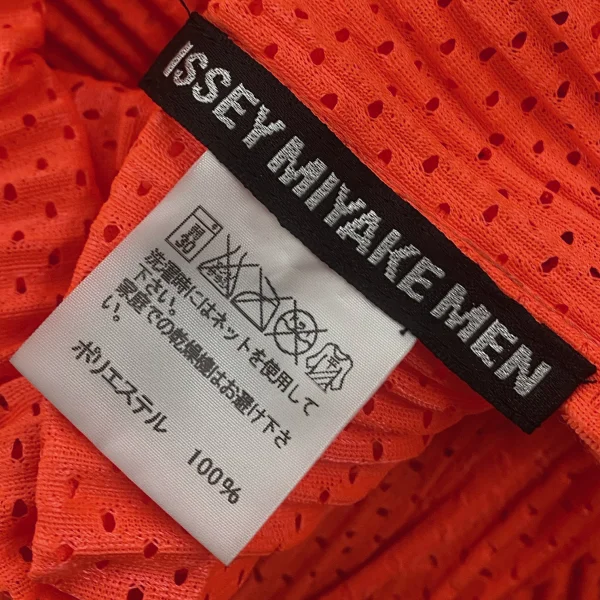 ISSEY MIYAKE MEN
洗濯時にはネットを使用して
下さい。
家庭での乾燥機はお避け下さ
い。
ポリエステル 100%